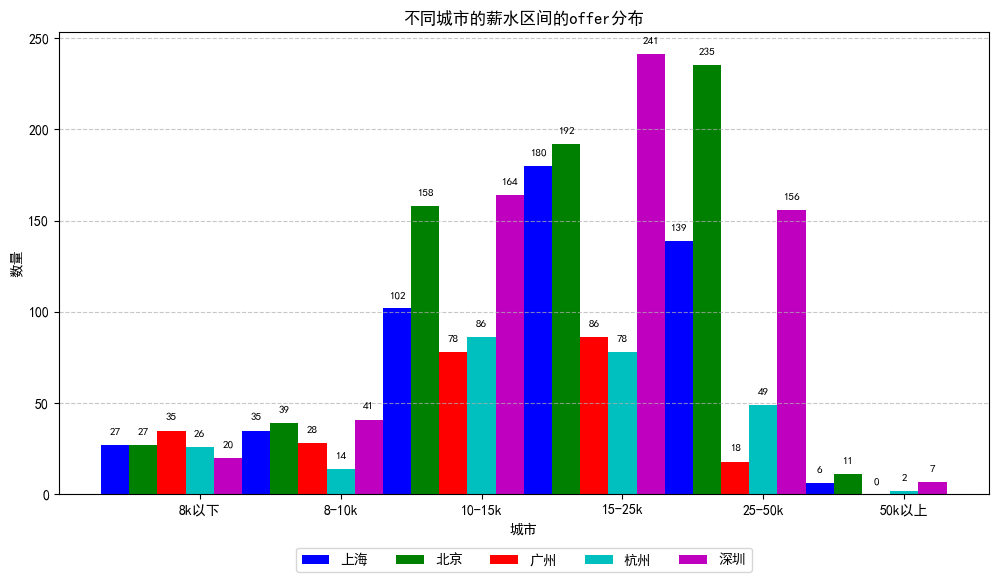 不同城市的薪水区间的offer分布
数量
250
200
150
100
50
0
27 27 35 26 20
35 39 28 14 41
102 158 78 86 164
180 192 86 78 241
139 235 18 49 156
6 11 0 2 7
8k以下 8-10k 10-15k 15-25k 25-50k 50k以上
城市
上海 北京 广州 杭州 深圳